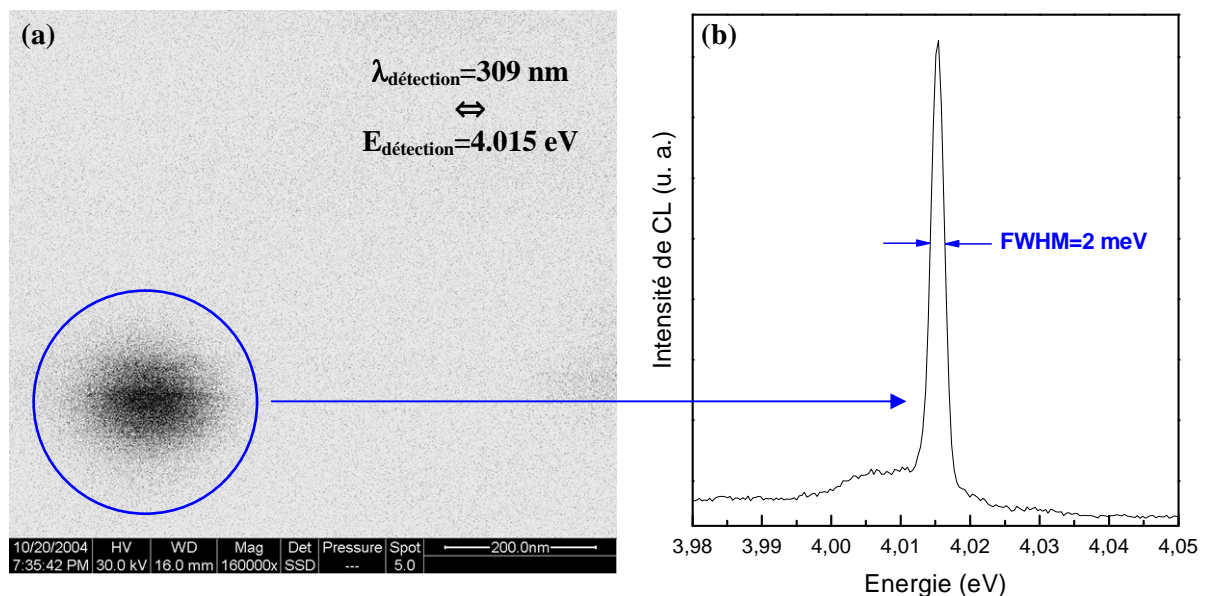 (a)
λdétection=309 nm
⇔
Edétection=4.015 eV
10/20/2004 HV WD Mag Det Pressure Spot 200.0nm
7:35:42 PM 30.0 kV 16.0 mm 160000x SSD --- 5.0
(b)
Intensité de CL (u. a.)
FWHM=2 meV
3,98 3,99 4,00 4,01 4,02 4,03 4,04 4,05
Energie (eV)